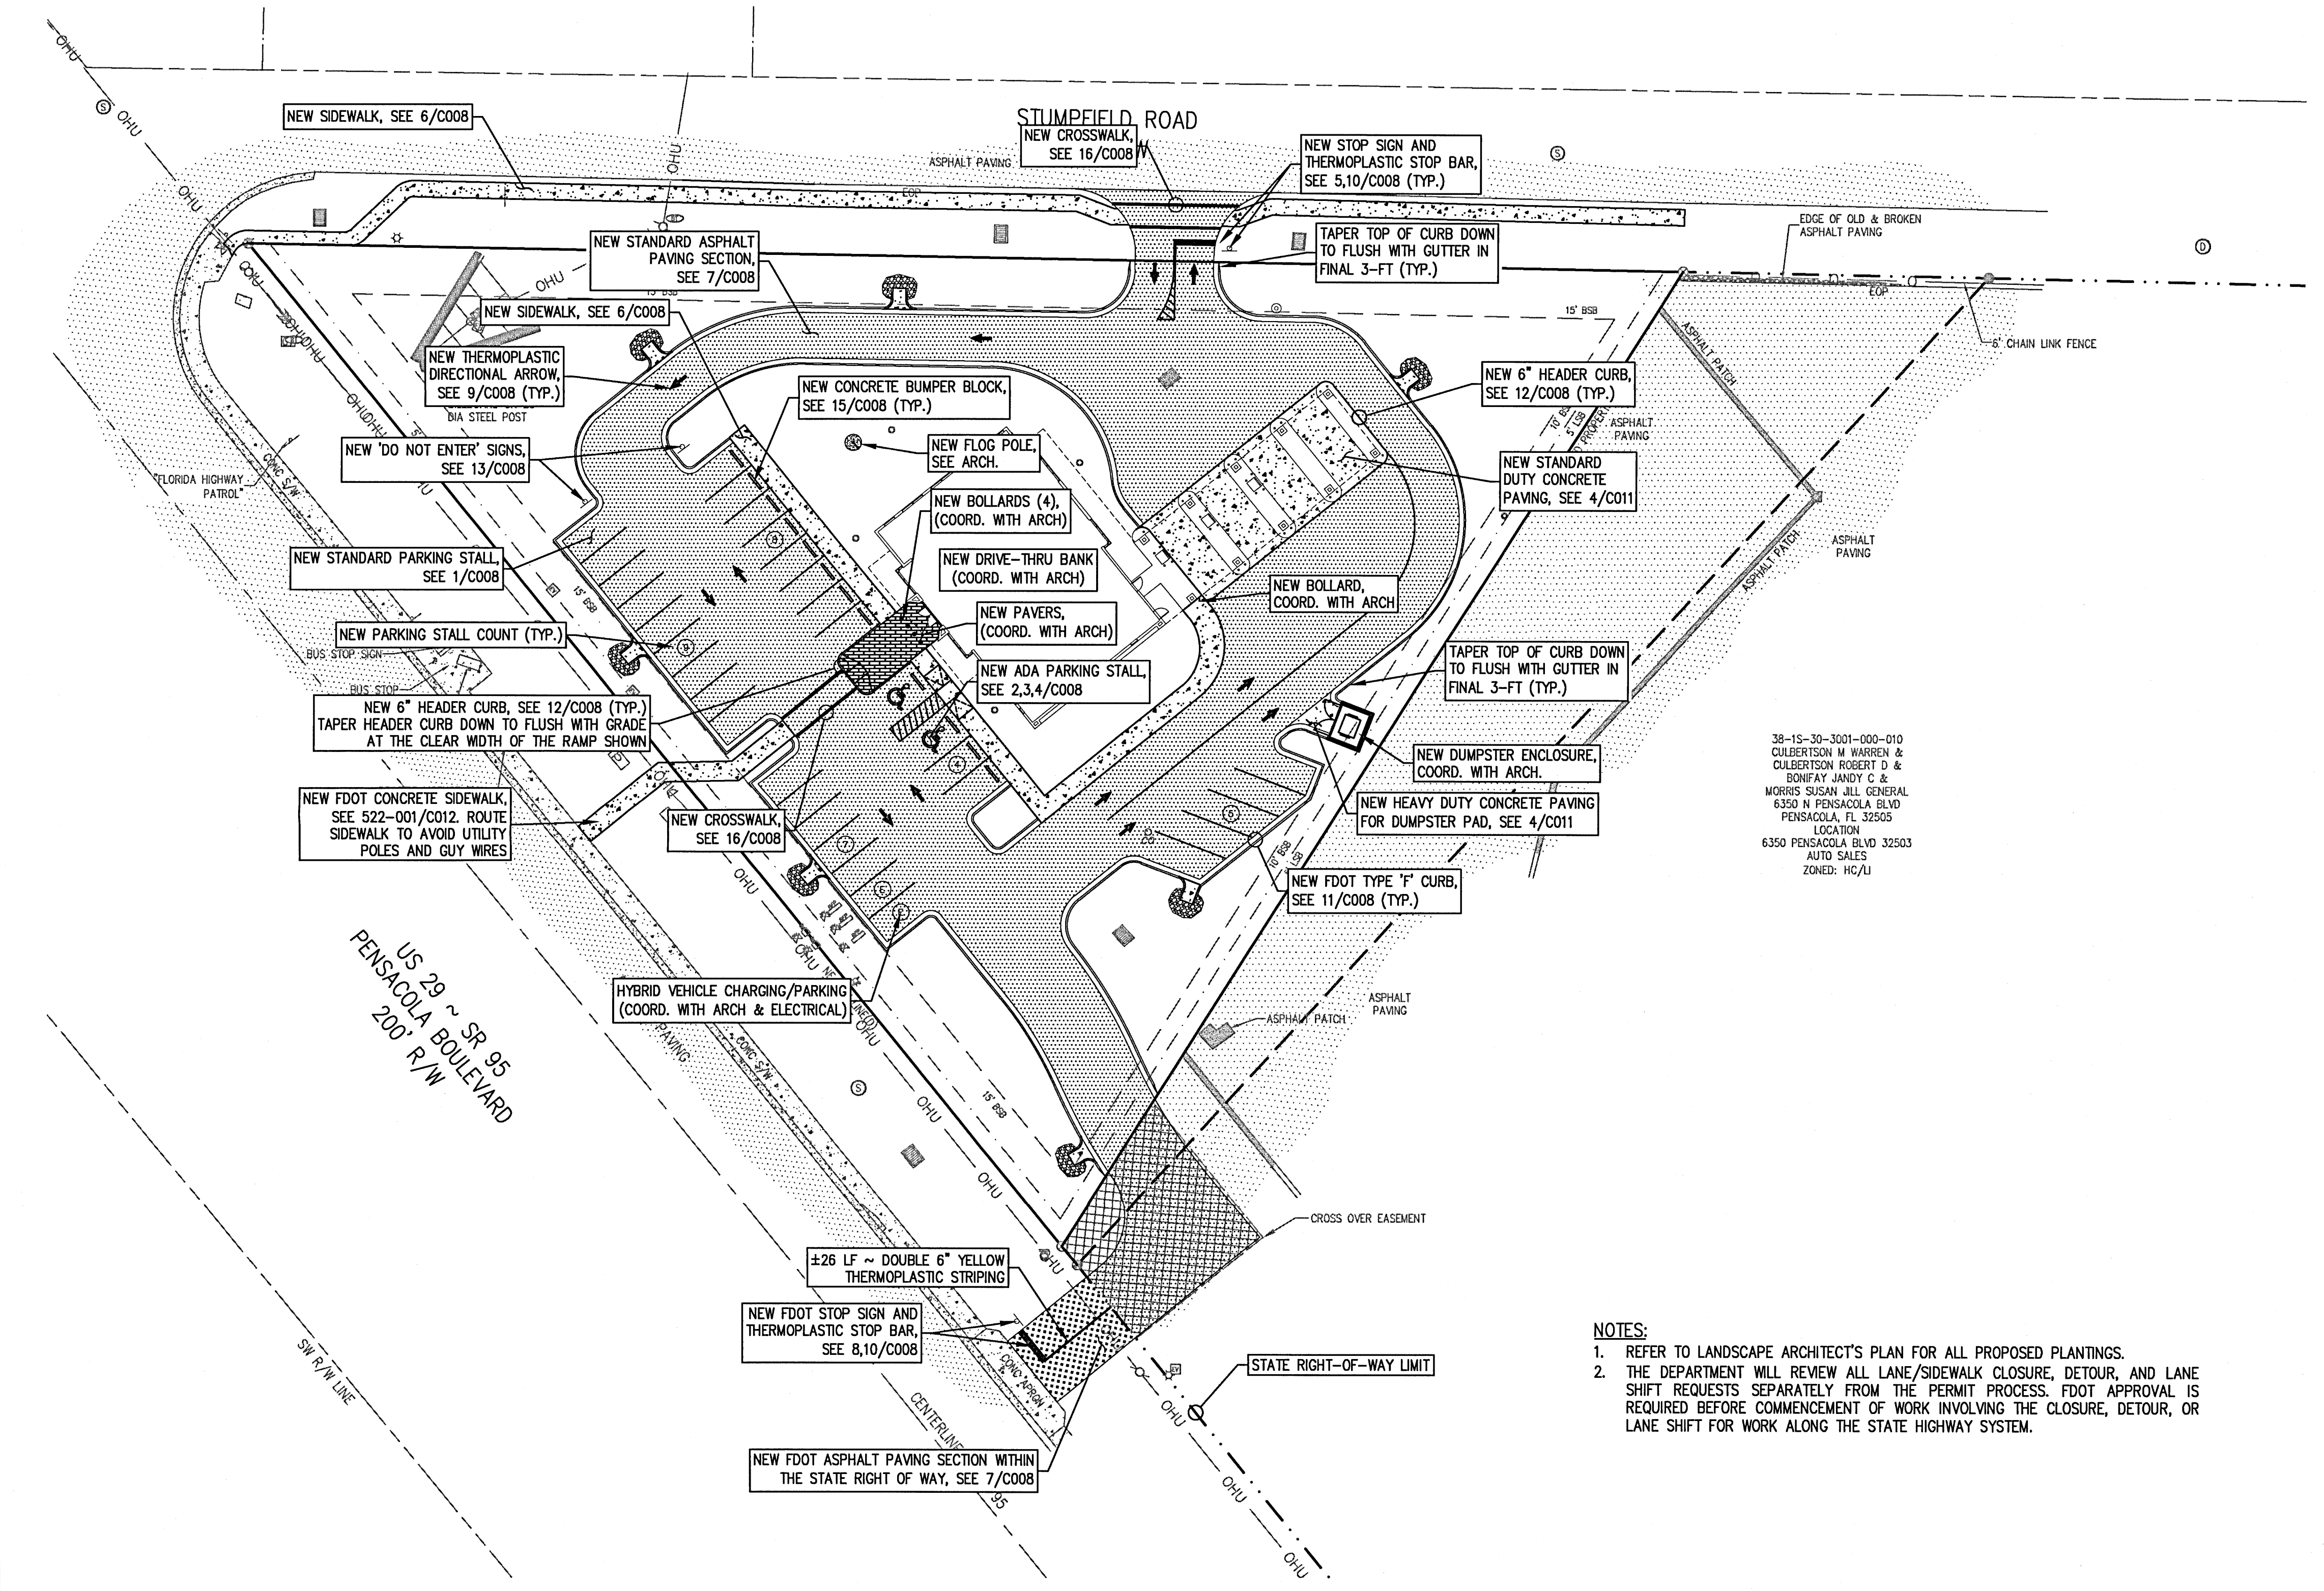 STUMPFIELD ROAD
NEW SIDEWALK, SEE 6/C008
NEW CROSSWALK,
SEE 16/C008
NEW STOP SIGN AND
THERMOPLASTIC STOP BAR,
SEE 5,10/C008 (TYP.)
ASPHALT PAVING
EOP
EDGE OF OLD & BROKEN
ASPHALT PAVING
NEW STANDARD ASPHALT
PAVING SECTION,
SEE 7/C008
TAPER TOP OF CURB DOWN
TO FLUSH WITH GUTTER IN
FINAL 3-FT (TYP.)
EOP
15' BSB
NEW SIDEWALK, SEE 6/C008
15' BSB
6' CHAIN LINK FENCE
ASPHALT PATCH
NEW THERMOPLASTIC
DIRECTIONAL ARROW,
SEE 9/C008 (TYP.)
DIA STEEL POST
NEW CONCRETE BUMPER BLOCK,
SEE 15/C008 (TYP.)
NEW 6" HEADER CURB,
SEE 12/C008 (TYP.)
ASPHALT
PAVING
10' BSB
5' LSB
NEW 'DO NOT ENTER' SIGNS,
SEE 13/C008
NEW FLOG POLE,
SEE ARCH.
NEW STANDARD
DUTY CONCRETE
PAVING, SEE 4/C011
"FLORIDA HIGHWAY
PATROL"
CONC S/W
NEW BOLLARDS (4),
(COORD. WITH ARCH)
ASPHALT
PAVING
ASPHALT PATCH
NEW STANDARD PARKING STALL,
SEE 1/C008
NEW DRIVE-THRU BANK
(COORD. WITH ARCH)
NEW BOLLARD,
COORD. WITH ARCH
15' BSB
NEW PAVERS,
(COORD. WITH ARCH)
NEW PARKING STALL COUNT (TYP.)
BUS STOP SIGN
BUS STOP
NEW ADA PARKING STALL,
SEE 2,3,4/C008
TAPER TOP OF CURB DOWN
TO FLUSH WITH GUTTER IN
FINAL 3-FT (TYP.)
NEW 6" HEADER CURB, SEE 12/C008 (TYP.)
TAPER HEADER CURB DOWN TO FLUSH WITH GRADE
AT THE CLEAR WIDTH OF THE RAMP SHOWN
NEW DUMPSTER ENCLOSURE,
COORD. WITH ARCH.
38-1S-30-3001-000-010
CULBERTSON M WARREN &
CULBERTSON ROBERT D &
BONIFAY JANDY C &
MORRIS SUSAN JILL GENERAL
6350 N PENSACOLA BLVD
PENSACOLA, FL 32505
LOCATION
6350 PENSACOLA BLVD 32503
AUTO SALES
ZONED: HC/LI
NEW FDOT CONCRETE SIDEWALK,
SEE 522-001/C012. ROUTE
SIDEWALK TO AVOID UTILITY
POLES AND GUY WIRES
NEW CROSSWALK,
SEE 16/C008
NEW HEAVY DUTY CONCRETE PAVING
FOR DUMPSTER PAD, SEE 4/C011
10' BSB
LSB
NEW FDOT TYPE 'F' CURB,
SEE 11/C008 (TYP.)
US 29 ~ SR 95
PENSACOLA BOULEVARD
200' R/W
HYBRID VEHICLE CHARGING/PARKING
(COORD. WITH ARCH & ELECTRICAL)
PAVING
CONC S/W
ASPHALT
PAVING
ASPHALT PATCH
15' BSB
OHU
CROSS OVER EASEMENT
±26 LF ~ DOUBLE 6" YELLOW
THERMOPLASTIC STRIPING
NEW FDOT STOP SIGN AND
THERMOPLASTIC STOP BAR,
SEE 8,10/C008
CONC APRON
STATE RIGHT-OF-WAY LIMIT
SW R/W LINE
CENTERLINE
95
NEW FDOT ASPHALT PAVING SECTION WITHIN
THE STATE RIGHT OF WAY, SEE 7/C008
NOTES:
1. REFER TO LANDSCAPE ARCHITECT'S PLAN FOR ALL PROPOSED PLANTINGS.
2. THE DEPARTMENT WILL REVIEW ALL LANE/SIDEWALK CLOSURE, DETOUR, AND LANE
SHIFT REQUESTS SEPARATELY FROM THE PERMIT PROCESS. FDOT APPROVAL IS
REQUIRED BEFORE COMMENCEMENT OF WORK INVOLVING THE CLOSURE, DETOUR, OR
LANE SHIFT FOR WORK ALONG THE STATE HIGHWAY SYSTEM.